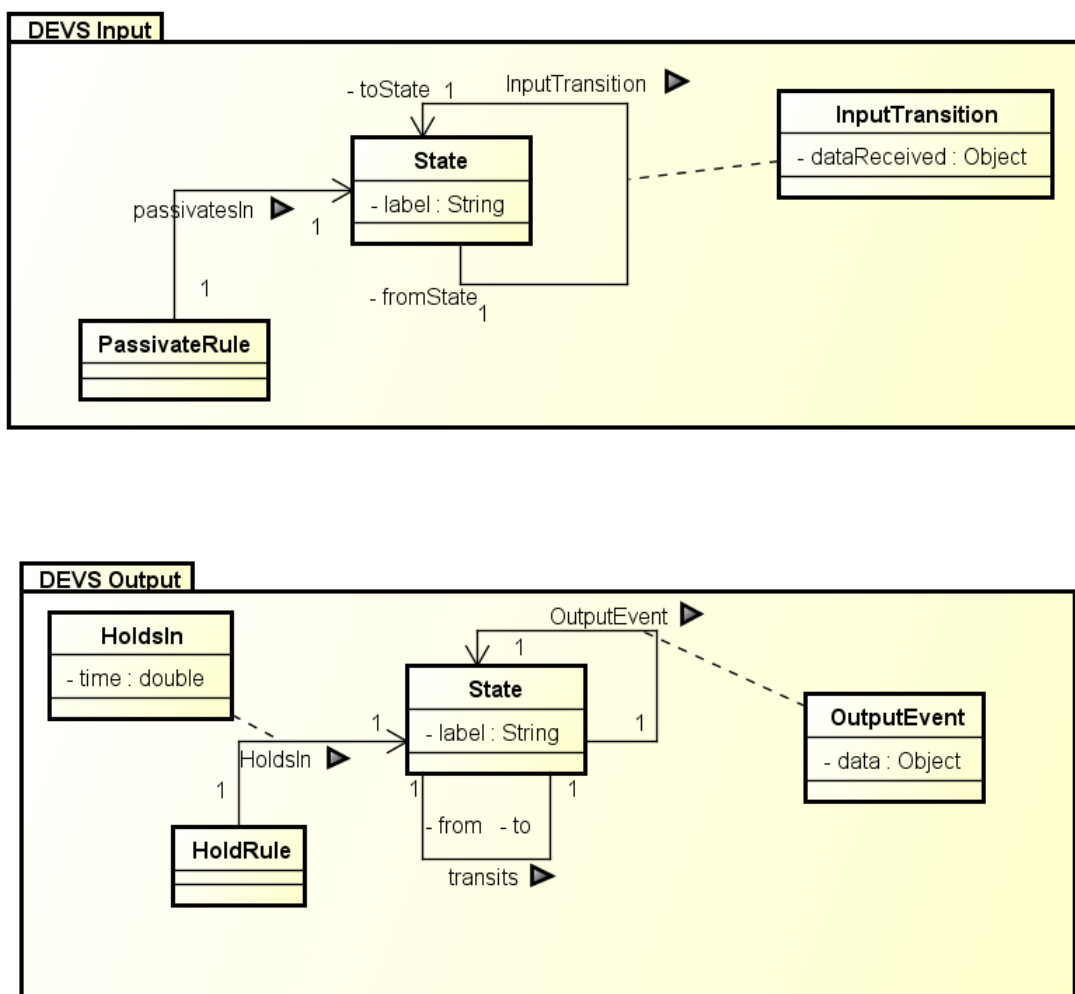 DEVS Input
- toState 1
InputTransition
InputTransition
- dataReceived : Object
State
- label : String
passivatesIn
1
1
- fromState
1
PassivateRule
DEVS Output
HoldsIn
- time : double
OutputEvent
1
State
- label : String
1
1
OutputEvent
- data : Object
HoldsIn
1
1
1
- from - to
HoldRule
transits